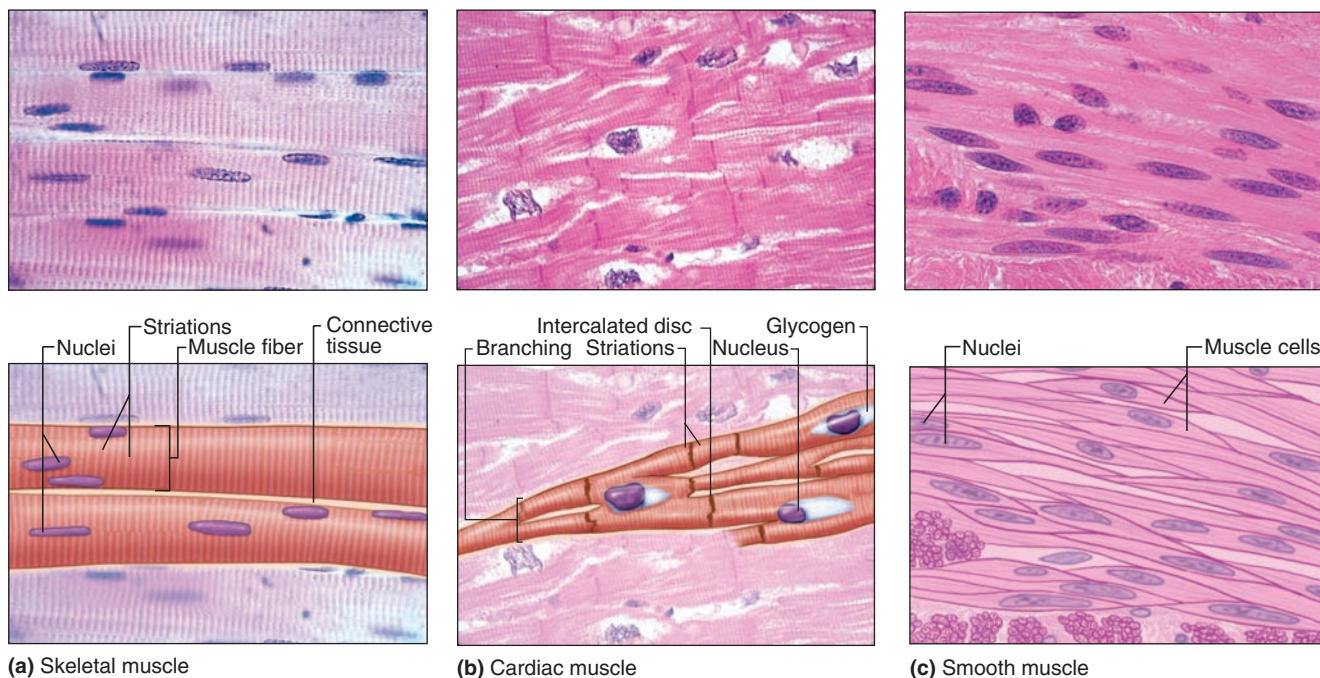 Nuclei
Striations
Muscle fiber
Connective
tissue
(a) Skeletal muscle
Branching
Striations
Intercalated disc
Nucleus
Glycogen
(b) Cardiac muscle
Nuclei
Muscle cells
(c) Smooth muscle